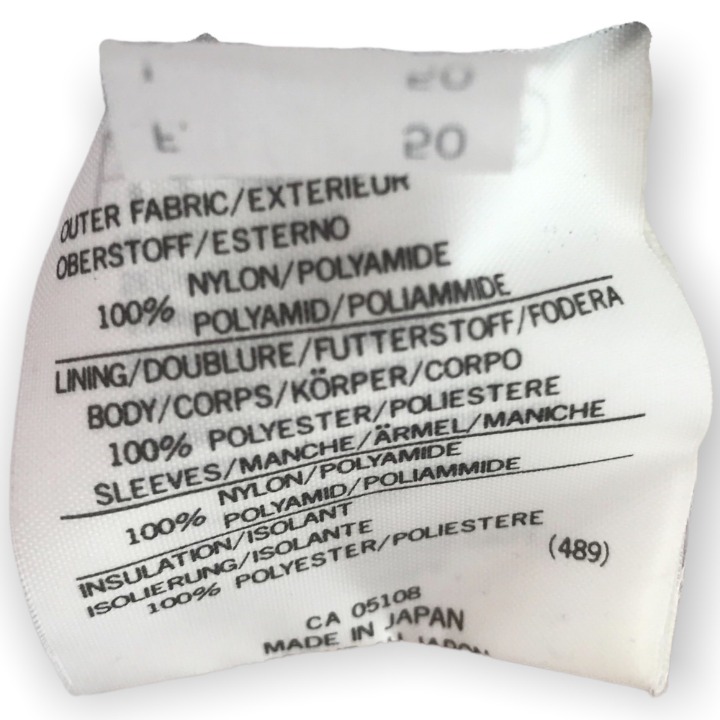 OUTER FABRIC/EXTERIEUR
OBERSTOFF/ESTERNO
100% NYLON/POLYAMIDE
POLYAMID/POLIAMMIDE
LINING/DOUBLURE/FUTTERSTOFF/FODERA
BODY/CORPS/KÖRPER/CORPO
100% POLYESTER/POLIESTERE
SLEEVES/MANCHE/ÄRMEL/MANICHE
100% NYLON/POLYAMIDE
POLYAMID/POLIAMMIDE
INSULATION/ISOLANT
ISOLIERUNG/ISOLANTE
100% POLYESTER/POLIESTERE
(489)
CA 05108
MADE IN JAPAN